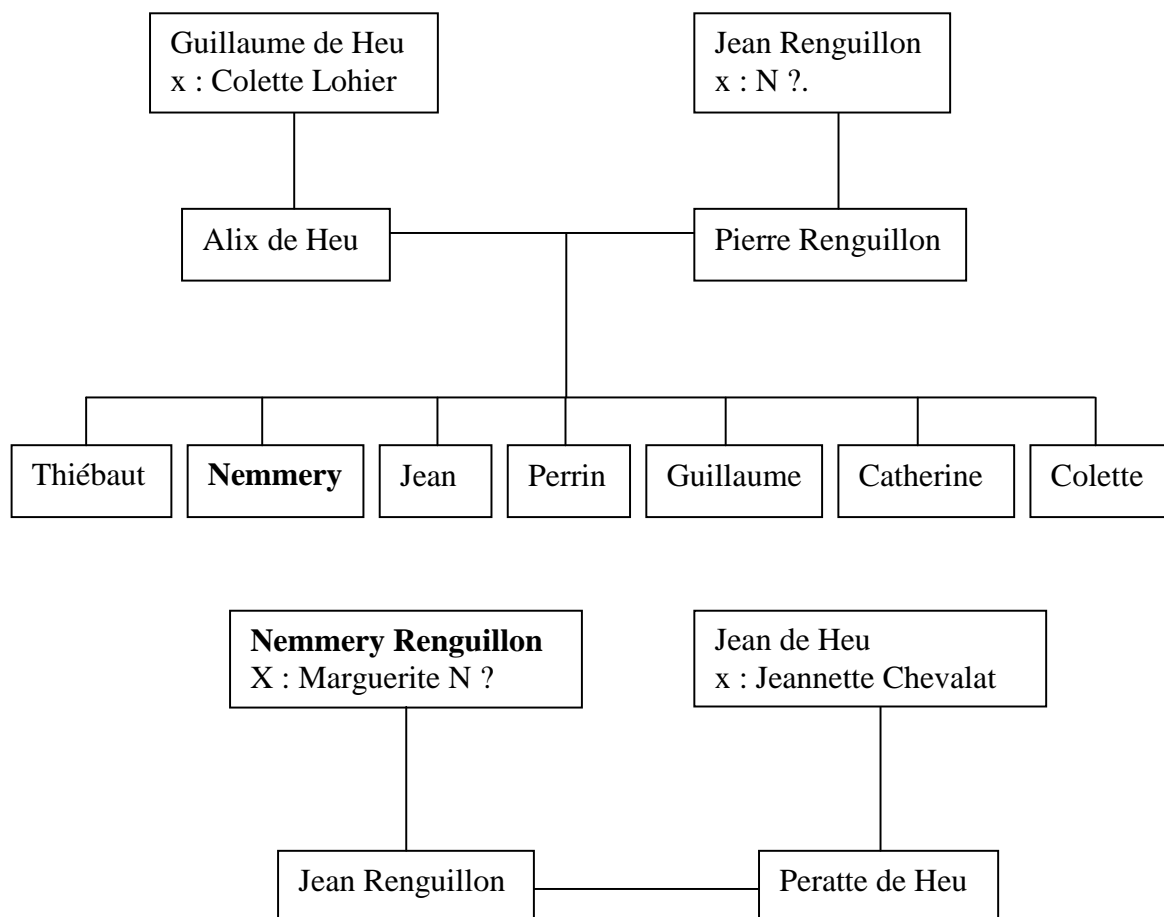 Guillaume de Heu
x : Colette Lohier
Jean Renguillon
x : N ?.
Alix de Heu
Pierre Renguillon
Thiébaut
Nemmery
Jean
Perrin
Guillaume
Catherine
Colette
Nemmery Renguillon
X : Marguerite N ?
Jean de Heu
x : Jeannette Chevalat
Jean Renguillon
Peratte de Heu